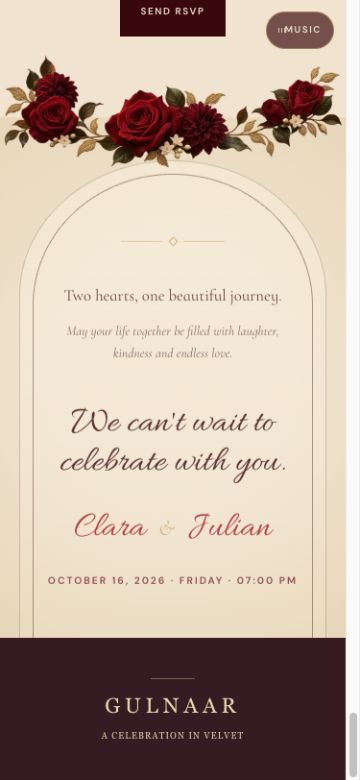 SEND RSVP
MUSIC
Two hearts, one beautiful journey.
May your life together be filled with laughter,
kindness and endless love.
We can't wait to
celebrate with you.
Clara & Julian
OCTOBER 16, 2026 · FRIDAY · 07:00 PM
GULNAAR
A CELEBRATION IN VELVET